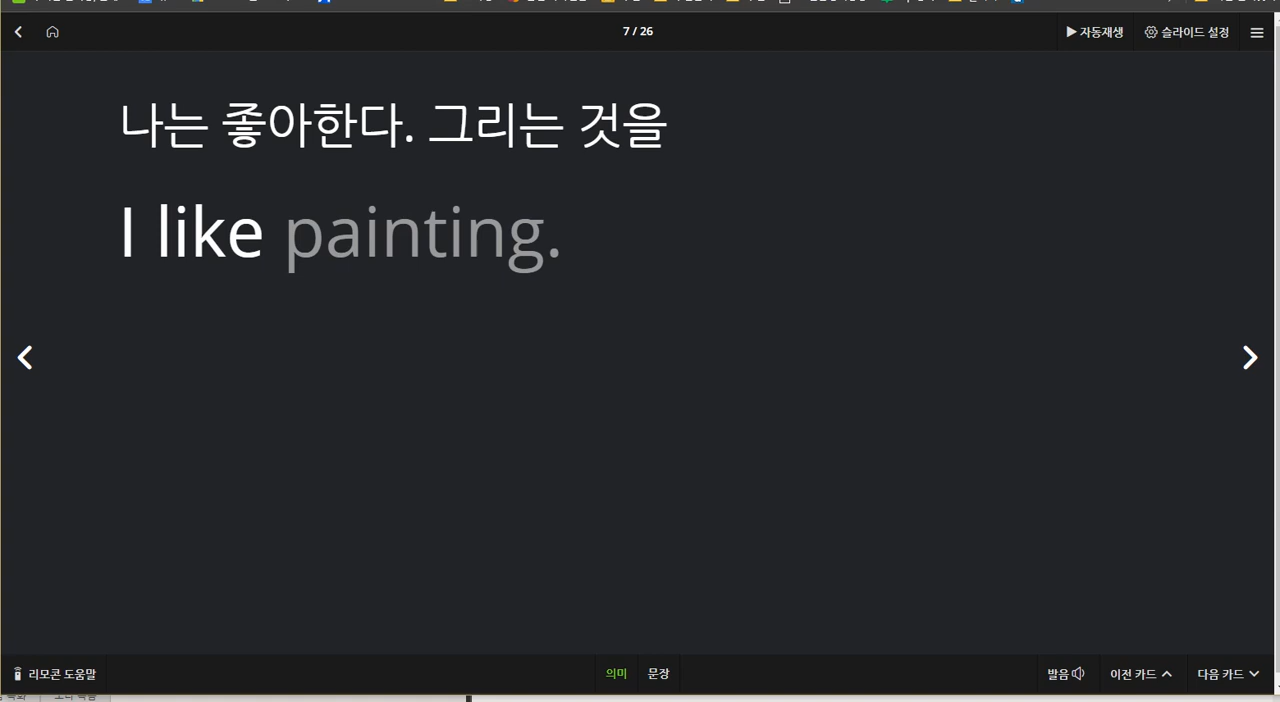 7 / 26
자동재생
슬라이드 설정
나는 좋아한다. 그리는 것을
I like painting.
리모콘 도움말
의미
문장
발음
이전 카드
다음 카드